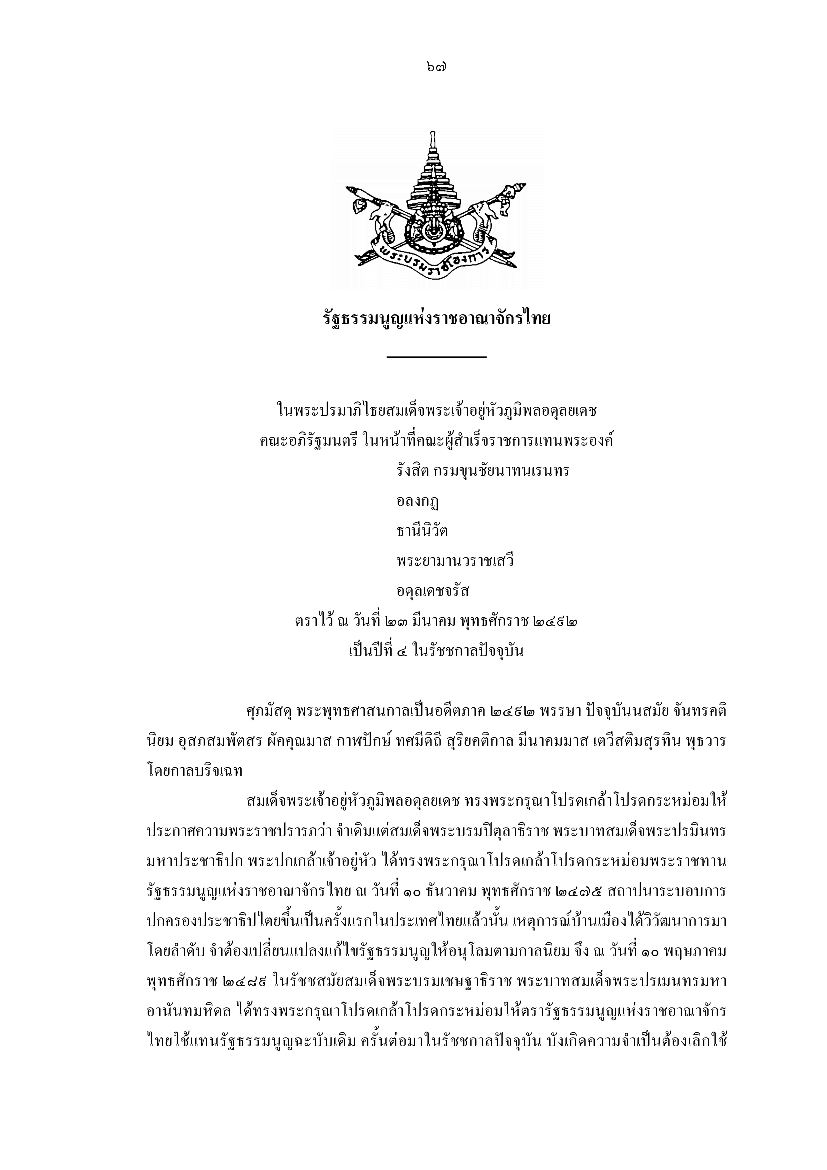 ๖๗
พระบรมราชโองการ
รัฐธรรมนูญแห่งราชอาณาจักรไทย
ในพระปรมาภิไธยสมเด็จพระเจ้าอยู่หัวภูมิพลอดุลยเดช
คณะอภิรัฐมนตรี ในหน้าที่คณะผู้สำเร็จราชการแทนพระองค์
รังสิต กรมขุนชัยนาทนเรนทร
อลงกฏ
ธานีนิวัต
พระยามานวราชเสวี
อดุลเดชจรัส
ตราไว้ ณ วันที่ ๒๓ มีนาคม พุทธศักราช ๒๔๙๒
เป็นปีที่ ๔ ในรัชชกาลปัจจุบัน
ศุภมัสดุ พระพุทธศาสนกาลเป็นอดีตภาค ๒๔๙๒ พรรษา ปัจจุบันนสมัย จันทรคติ
นิยม อุสภสมพัตสร ผัคคุณมาส กาฬปักษ์ ทศมีดิถี สุริยคติกาล มีนาคมมาส เตวีสติมสุรทิน พุธวาร
โดยกาลบริจเฉท
สมเด็จพระเจ้าอยู่หัวภูมิพลอดุลยเดช ทรงพระกรุณาโปรดเกล้าโปรดกระหม่อมให้
ประกาศความพระราชปรารภว่า จำเดิมแต่สมเด็จพระบรมปิตุลาธิราช พระบาทสมเด็จพระปรมินทร
มหาประชาธิปก พระปกเกล้าเจ้าอยู่หัว ได้ทรงพระกรุณาโปรดเกล้าโปรดกระหม่อมพระราชทาน
รัฐธรรมนูญแห่งราชอาณาจักรไทย ณ วันที่ ๑๐ ธันวาคม พุทธศักราช ๒๔๗๕ สถาปนาระบอบการ
ปกครองประชาธิปไตยขึ้นเป็นครั้งแรกในประเทศไทยแล้วนั้น เหตุการณ์บ้านเมืองได้วิวัฒนาการมา
โดยลำดับ จำต้องเปลี่ยนแปลงแก้ไขรัฐธรรมนูญให้อนุโลมตามกาลนิยม จึง ณ วันที่ ๑๐ พฤษภาคม
พุทธศักราช ๒๔๘๙ ในรัชชสมัยสมเด็จพระบรมเชษฐาธิราช พระบาทสมเด็จพระปรเมนทรมหา
อานันทมหิดล ได้ทรงพระกรุณาโปรดเกล้าโปรดกระหม่อมให้ตรารัฐธรรมนูญแห่งราชอาณาจักร
ไทยใช้แทนรัฐธรรมนูญฉะบับเดิม ครั้นต่อมาในรัชชกาลปัจจุบัน บังเกิดความจำเป็นต้องเลิกใช้